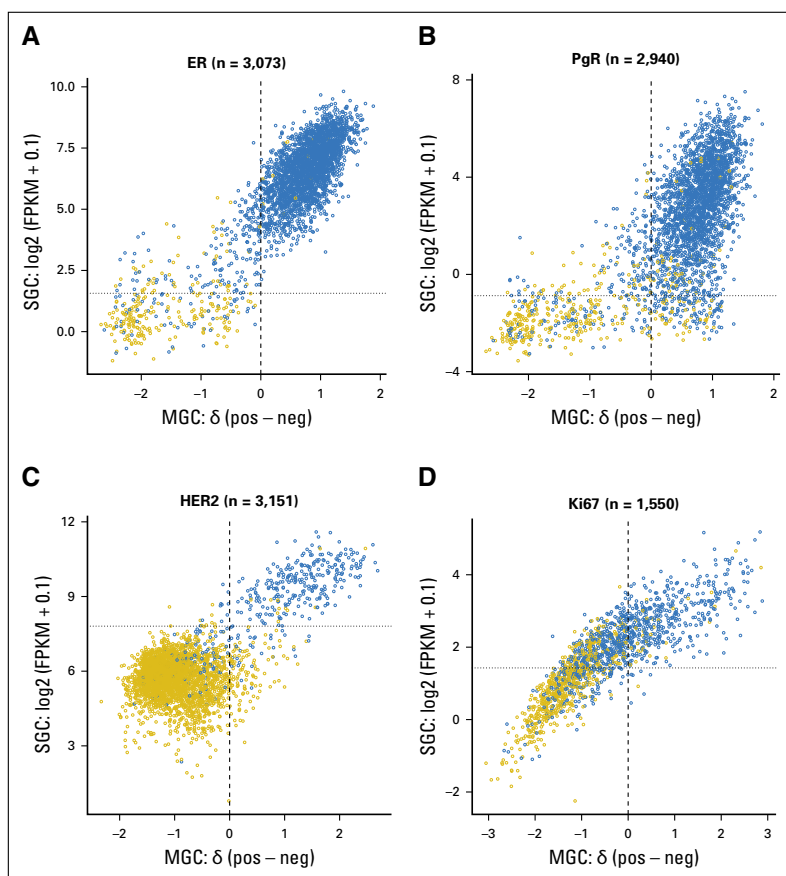 A
ER (n = 3,073)
SGC: log2 (FPKM + 0.1)
10.0
7.5
5.0
2.5
0.0
−2
−1
0
1
2
MGC: δ (pos – neg)
B
PgR (n = 2,940)
SGC: log2 (FPKM + 0.1)
8
4
0
−4
−2
−1
0
1
2
MGC: δ (pos – neg)
C
HER2 (n = 3,151)
SGC: log2 (FPKM + 0.1)
12
9
6
3
−2
−1
0
1
2
MGC: δ (pos – neg)
D
Ki67 (n = 1,550)
SGC: log2 (FPKM + 0.1)
4
2
0
−2
−3
−2
−1
0
1
2
3
MGC: δ (pos – neg)